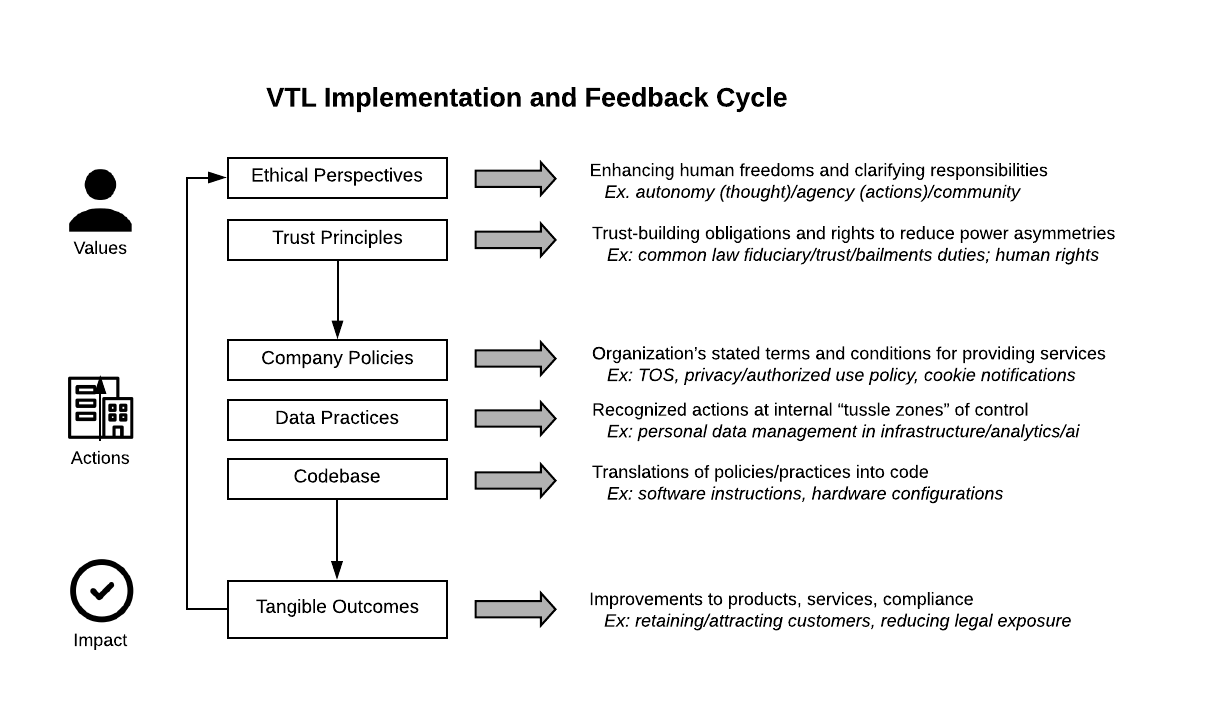 VTL Implementation and Feedback Cycle
Values
Ethical Perspectives
Enhancing human freedoms and clarifying responsibilities
Ex. autonomy (thought)/agency (actions)/community
Trust Principles
Trust-building obligations and rights to reduce power asymmetries
Ex: common law fiduciary/trust/bailments duties; human rights
Actions
Company Policies
Organization’s stated terms and conditions for providing services
Ex: TOS, privacy/authorized use policy, cookie notifications
Data Practices
Recognized actions at internal “tussle zones” of control
Ex: personal data management in infrastructure/analytics/ai
Codebase
Translations of policies/practices into code
Ex: software instructions, hardware configurations
Impact
Tangible Outcomes
Improvements to products, services, compliance
Ex: retaining/attracting customers, reducing legal exposure